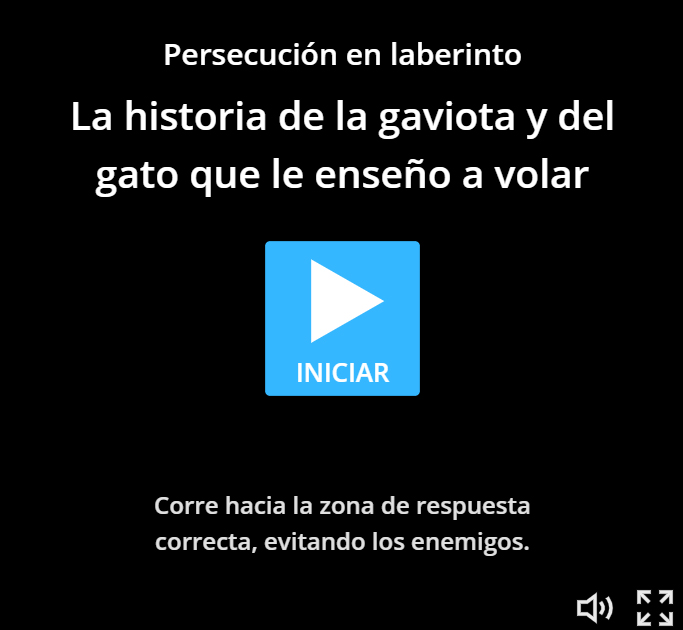 Persecución en laberinto
La historia de la gaviota y del
gato que le enseño a volar
INICIAR
Corre hacia la zona de respuesta
correcta, evitando los enemigos.